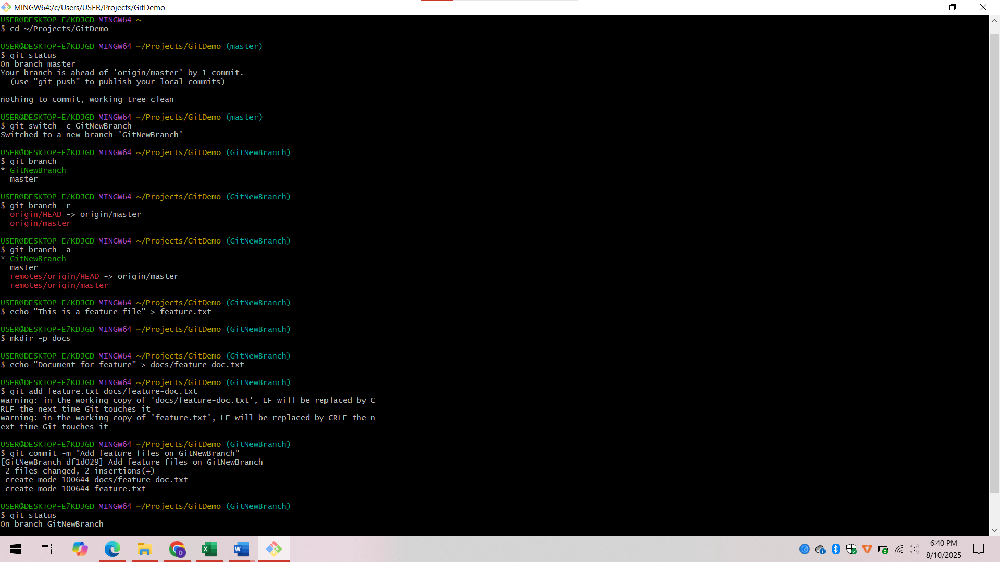 MINGW64:/c/Users/USER/Projects/GitDemo
USER@DESKTOP-E7KDJGD MINGW64 ~
$ cd ~/Projects/GitDemo
USER@DESKTOP-E7KDJGD MINGW64 ~/Projects/GitDemo (master)
$ git status
On branch master
Your branch is ahead of 'origin/master' by 1 commit.
  (use "git push" to publish your local commits)
nothing to commit, working tree clean
USER@DESKTOP-E7KDJGD MINGW64 ~/Projects/GitDemo (master)
$ git switch -c GitNewBranch
Switched to a new branch 'GitNewBranch'
USER@DESKTOP-E7KDJGD MINGW64 ~/Projects/GitDemo (GitNewBranch)
$ git branch
* GitNewBranch
  master
USER@DESKTOP-E7KDJGD MINGW64 ~/Projects/GitDemo (GitNewBranch)
$ git branch -r
  origin/HEAD -> origin/master
  origin/master
USER@DESKTOP-E7KDJGD MINGW64 ~/Projects/GitDemo (GitNewBranch)
$ git branch -a
* GitNewBranch
  master
  remotes/origin/HEAD -> origin/master
  remotes/origin/master
USER@DESKTOP-E7KDJGD MINGW64 ~/Projects/GitDemo (GitNewBranch)
$ echo "This is a feature file" > feature.txt
USER@DESKTOP-E7KDJGD MINGW64 ~/Projects/GitDemo (GitNewBranch)
$ mkdir -p docs
USER@DESKTOP-E7KDJGD MINGW64 ~/Projects/GitDemo (GitNewBranch)
$ echo "Document for feature" > docs/feature-doc.txt
USER@DESKTOP-E7KDJGD MINGW64 ~/Projects/GitDemo (GitNewBranch)
$ git add feature.txt docs/feature-doc.txt
warning: in the working copy of 'docs/feature-doc.txt', LF will be replaced by C
RLF the next time Git touches it
warning: in the working copy of 'feature.txt', LF will be replaced by CRLF the n
ext time Git touches it
USER@DESKTOP-E7KDJGD MINGW64 ~/Projects/GitDemo (GitNewBranch)
$ git commit -m "Add feature files on GitNewBranch"
[GitNewBranch df1d029] Add feature files on GitNewBranch
 2 files changed, 2 insertions(+)
 create mode 100644 docs/feature-doc.txt
 create mode 100644 feature.txt
USER@DESKTOP-E7KDJGD MINGW64 ~/Projects/GitDemo (GitNewBranch)
$ git status
On branch GitNewBranch
6:40 PM
8/10/2025